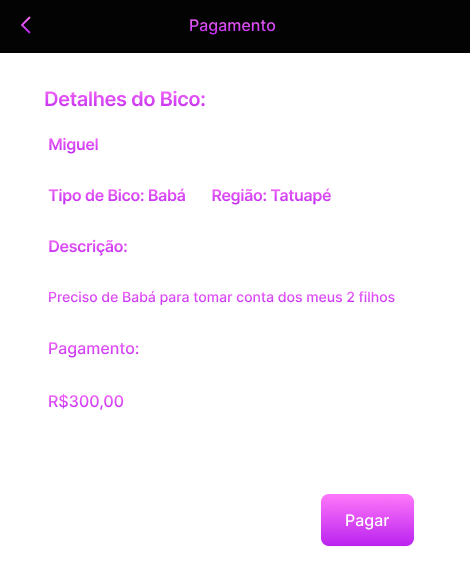 Pagamento
Detalhes do Bico:
Miguel
Tipo de Bico: Babá Região: Tatuapé
Descrição:
Preciso de Babá para tomar conta dos meus 2 filhos
Pagamento:
R$300,00
Pagar